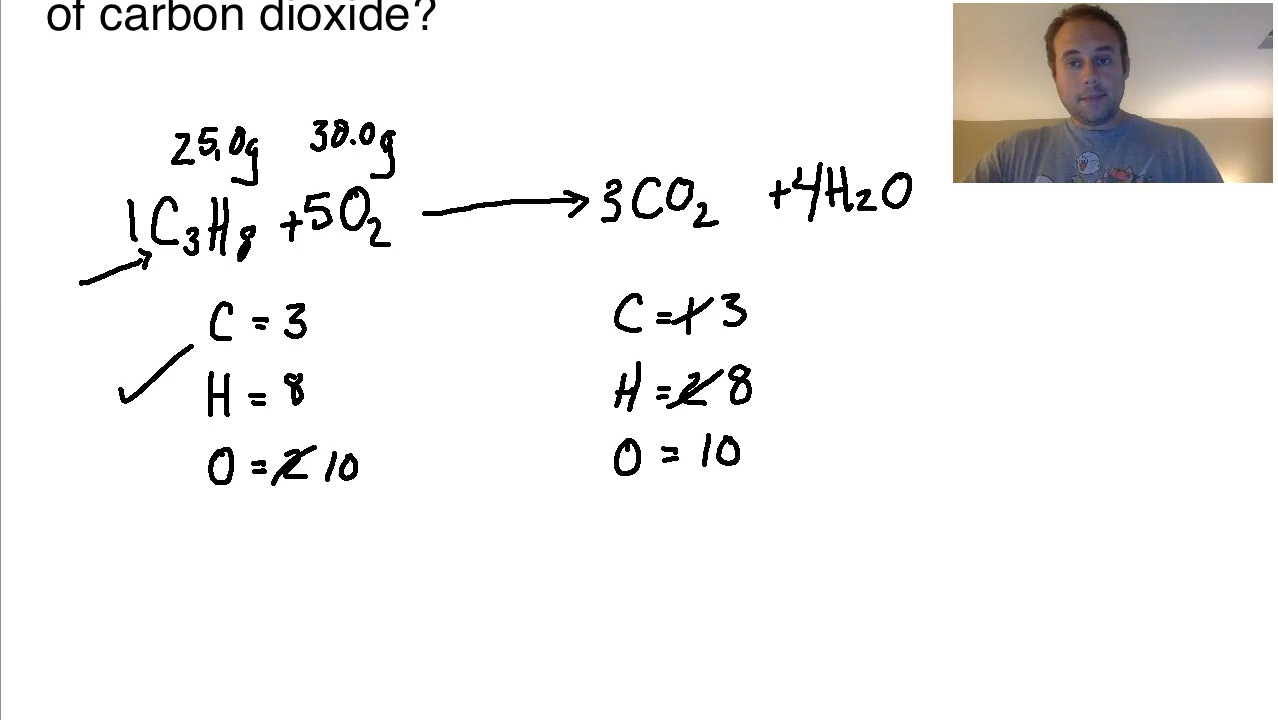 of carbon dioxide?
25.0g 30.0g
1C3H8 +5O2 → 3CO2 +4H2O
C = 3 C = 1 3
H = 8 H = 2 8
O = 2 10 O = 10